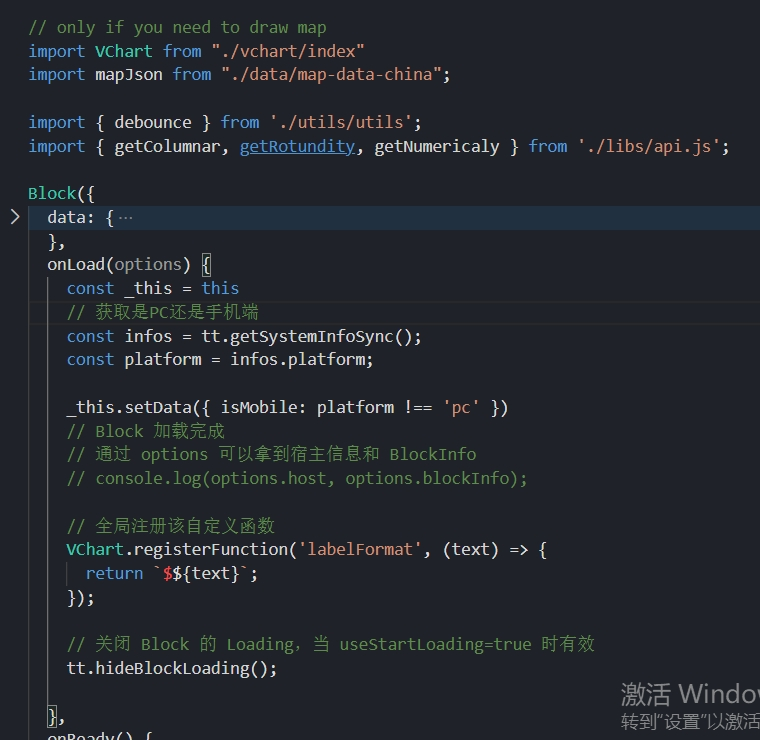 // only if you need to draw map
import VChart from "./vchart/index"
import mapJson from "./data/map-data-china";
import { debounce } from './utils/utils';
import { getColumnar, getRotundity, getNumericaly } from './libs/api.js';
Block({
data: { ···
},
onLoad(options) {
const _this = this
// 获取是PC还是手机端
const infos = tt.getSystemInfoSync();
const platform = infos.platform;
_this.setData({ isMobile: platform !== 'pc' })
// Block 加载完成
// 通过 options 可以拿到宿主信息和 BlockInfo
// console.log(options.host, options.blockInfo);
// 全局注册该自定义函数
VChart.registerFunction('labelFormat', (text) => {
return `$${text}`;
});
// 关闭 Block 的 Loading，当 useStartLoading=true 时有效
tt.hideBlockLoading();
},
onReady() {
激活 Window
转到"设置"以激活